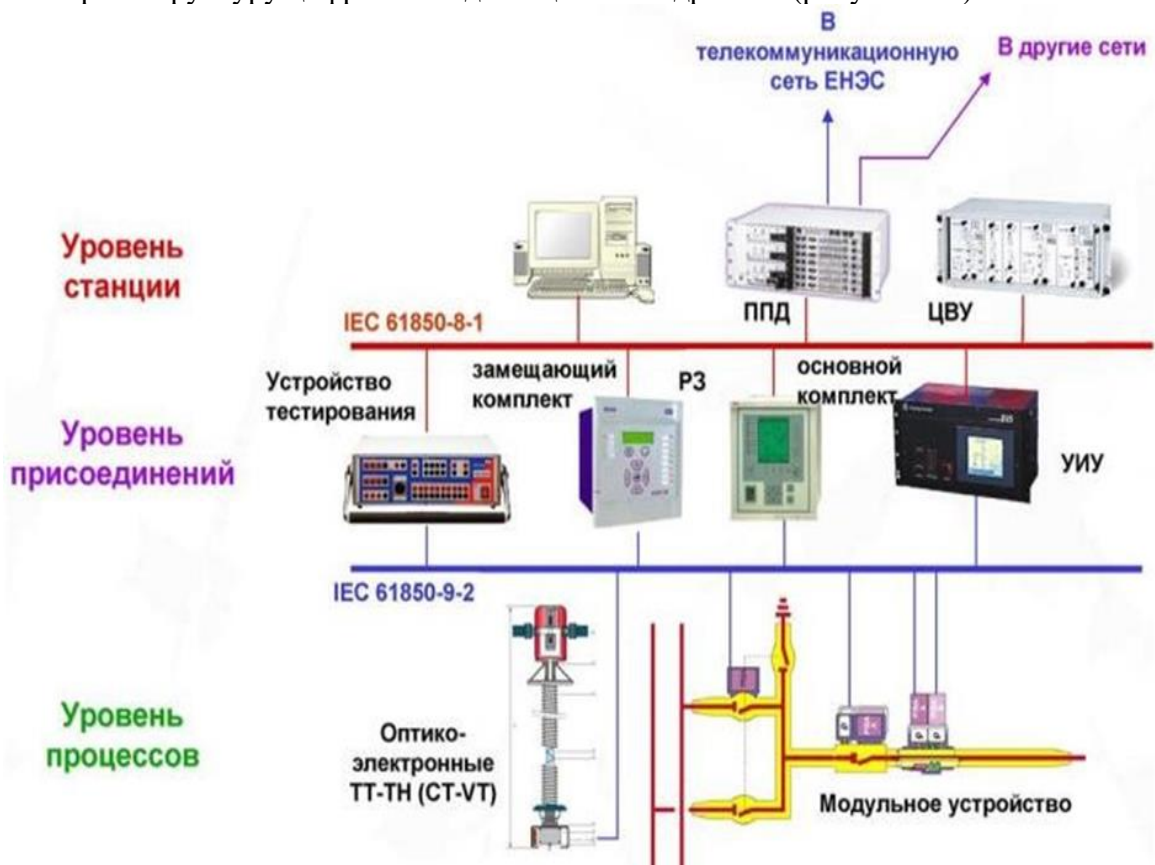 В
телекоммуникационную
сеть ЕНЭС
В другие сети
Уровень
станции
ППД
ЦВУ
IEC 61850-8-1
Устройство
тестирования
замещающий
комплект
РЗ
основной
комплект
Уровень
присоединений
УИУ
IEC 61850-9-2
Уровень
процессов
Оптико-
электронные
ТТ-ТН (CT-VT)
Модульное устройство